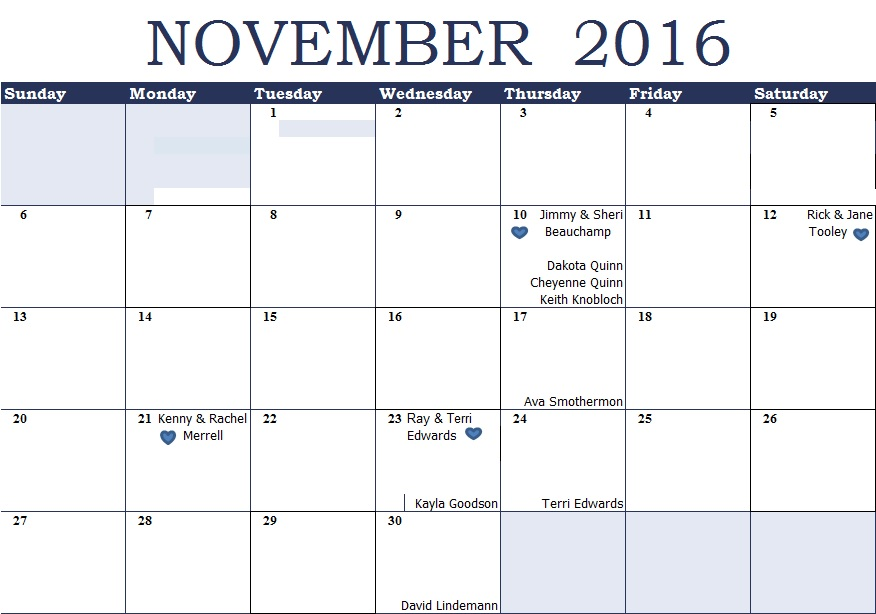 NOVEMBER 2016
Sunday Monday Tuesday Wednesday Thursday Friday Saturday
1 2 3 4 5
6 7 8 9 10 Jimmy & Sheri 11 12 Rick & Jane
Beauchamp Tooley
Dakota Quinn
Cheyenne Quinn
Keith Knobloch
13 14 15 16 17 18 19
Ava Smothermon
20 21 Kenny & Rachel 22 23 Ray & Terri 24 25 26
Merrell Edwards
Kayla Goodson Terri Edwards
27 28 29 30
David Lindemann